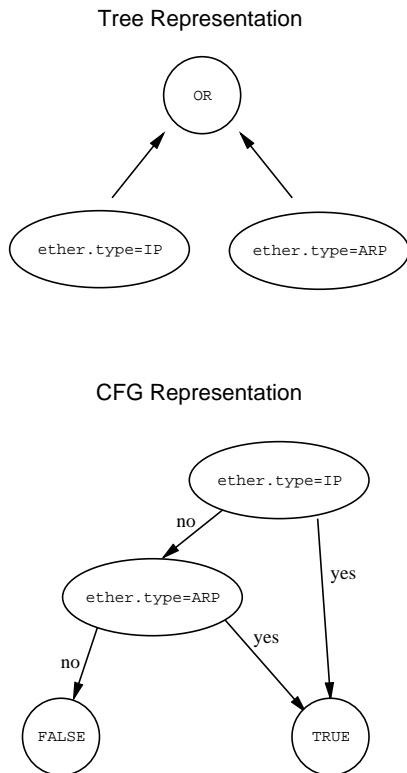 Tree Representation
OR
ether.type=IP
ether.type=ARP
CFG Representation
ether.type=IP
no
yes
ether.type=ARP
no
yes
FALSE
TRUE